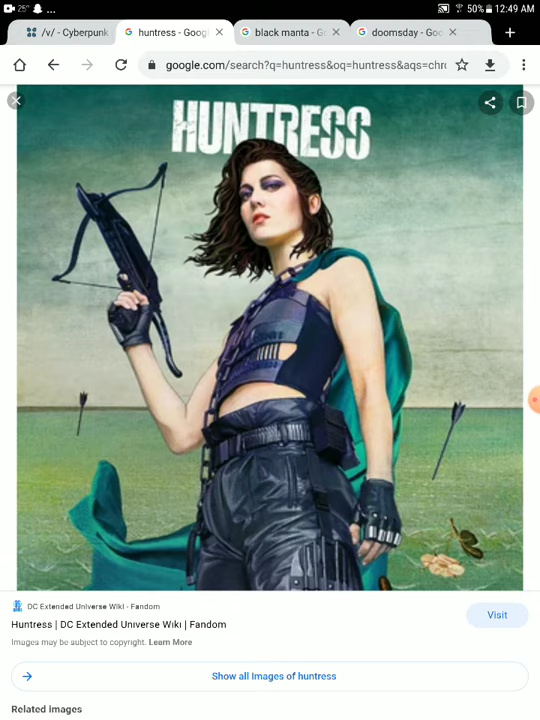 25°
...
50%
12:49 AM
/v/ - Cyberpunk
huntress - Goog
black manta - Go
doomsday - Goo
google.com/search?q=huntress&oq=huntress&aqs=chro
HUNTRESS
DC Extended Universe Wiki - Fandom
Huntress | DC Extended Universe Wiki | Fandom
Images may be subject to copyright. Learn More
Visit
Show all images of huntress
Related images